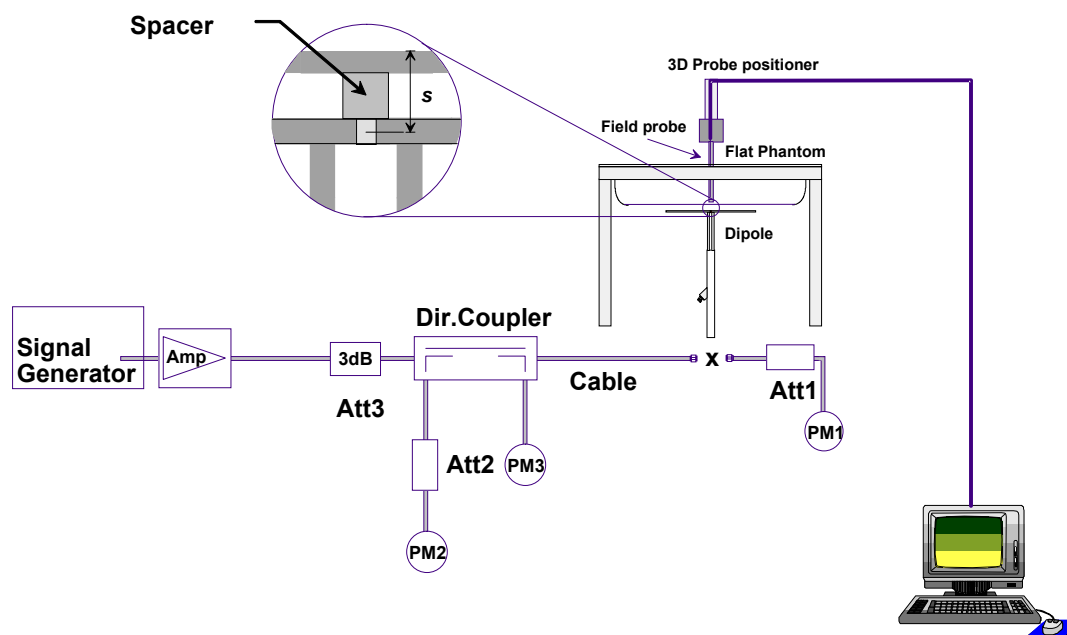 Spacer
s
3D Probe positioner
Field probe
Flat Phantom
Dipole
Dir.Coupler
Signal
Generator
Amp
3dB
Cable
x
Att1
Att3
PM1
Att2
PM3
PM2